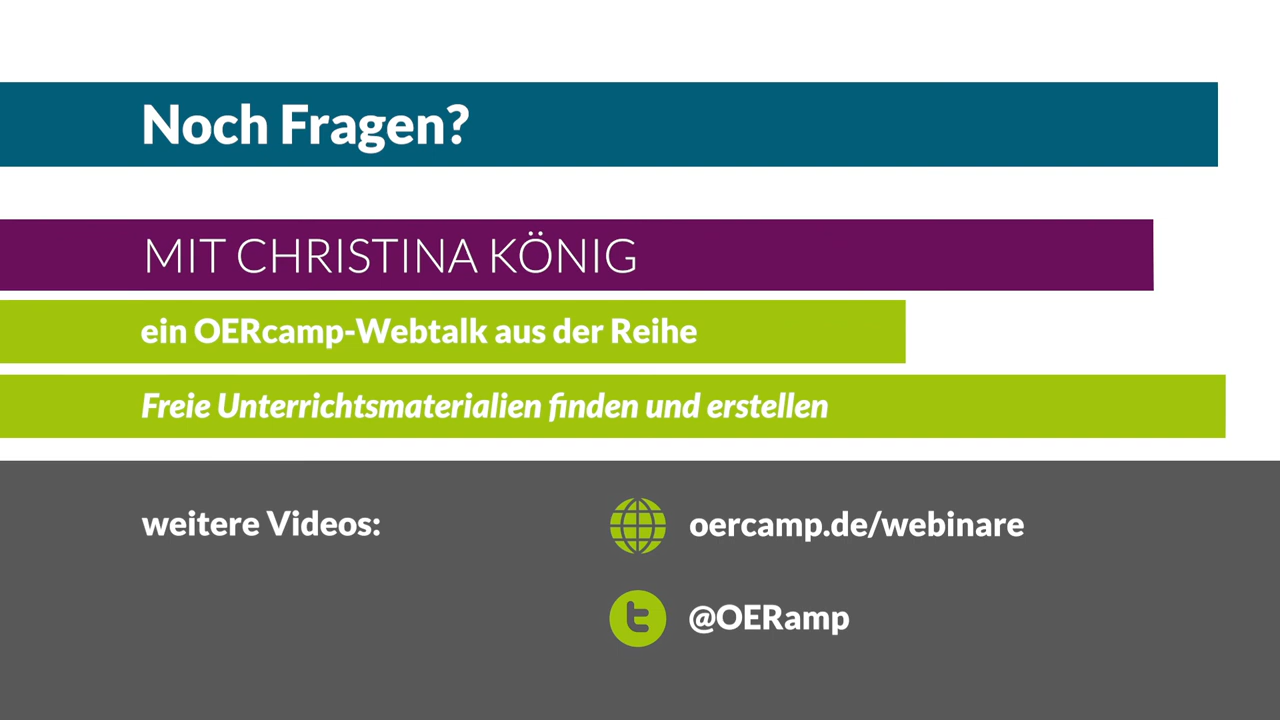 Noch Fragen?
MIT CHRISTINA KÖNIG
ein OERcamp-Webtalk aus der Reihe
Freie Unterrichtsmaterialien finden und erstellen
weitere Videos:
oercamp.de/webinare
@OERamp